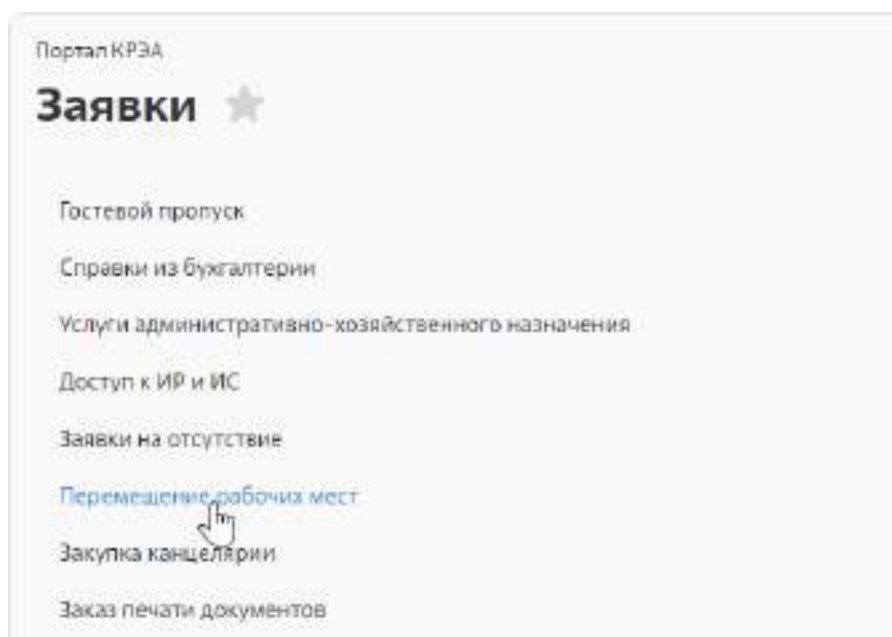 Портал КРЭА
Заявки
Гостевой пропуск
Справки из бухгалтерии
Услуги административно-хозяйственного назначения
Доступ к ИР и ИС
Заявки на отсутствие
Перемещение рабочих мест
Закупка канцелярии
Заказ печати документов